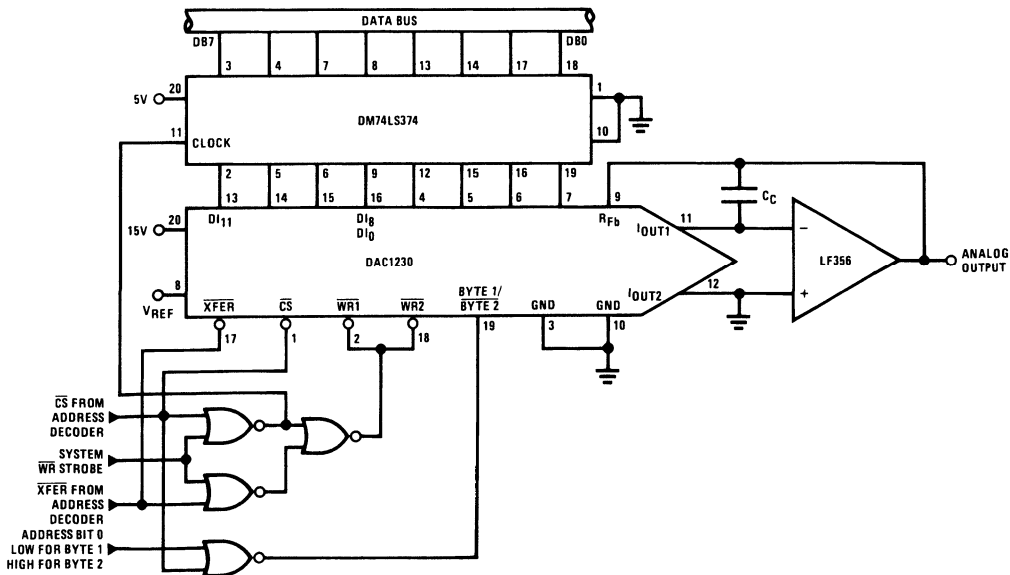 DATA BUS
DB7 DB0
3 4 7 8 13 14 17 18
20 1
5V DM74LS374
11 CLOCK 10
2 5 6 9 12 15 16 19
13 14 15 16 4 5 6 7 9
20 DI11 DI8 RFb IOUT1 11 CC
15V DI0
DAC1230 LF356 ANALOG
OUTPUT
8 IOUT2 12
VREF
XFER CS WR1 WR2 BYTE 1/
BYTE 2 GND GND
17 1 2 18 19 3 10
- +
CS FROM
ADDRESS
DECODER
SYSTEM
WR STROBE
XFER FROM
ADDRESS
DECODER
ADDRESS BIT 0
LOW FOR BYTE 1
HIGH FOR BYTE 2